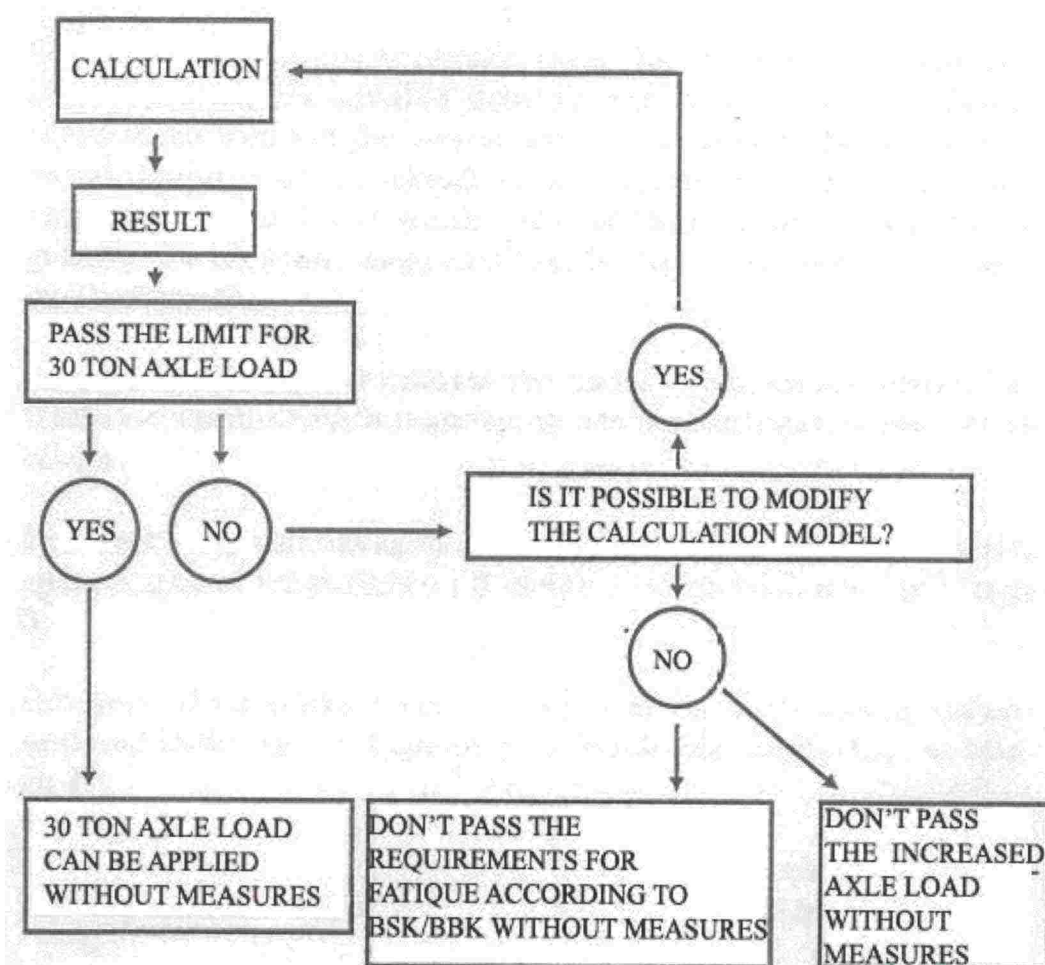 CALCULATION
RESULT
PASS THE LIMIT FOR
30 TON AXLE LOAD
YES
NO
YES
IS IT POSSIBLE TO MODIFY
THE CALCULATION MODEL?
NO
30 TON AXLE LOAD
CAN BE APPLIED
WITHOUT MEASURES
DON'T PASS THE
REQUIREMENTS FOR
FATIQUE ACCORDING TO
BSK/BBK WITHOUT MEASURES
DON'T PASS
THE INCREASED
AXLE LOAD
WITHOUT
MEASURES